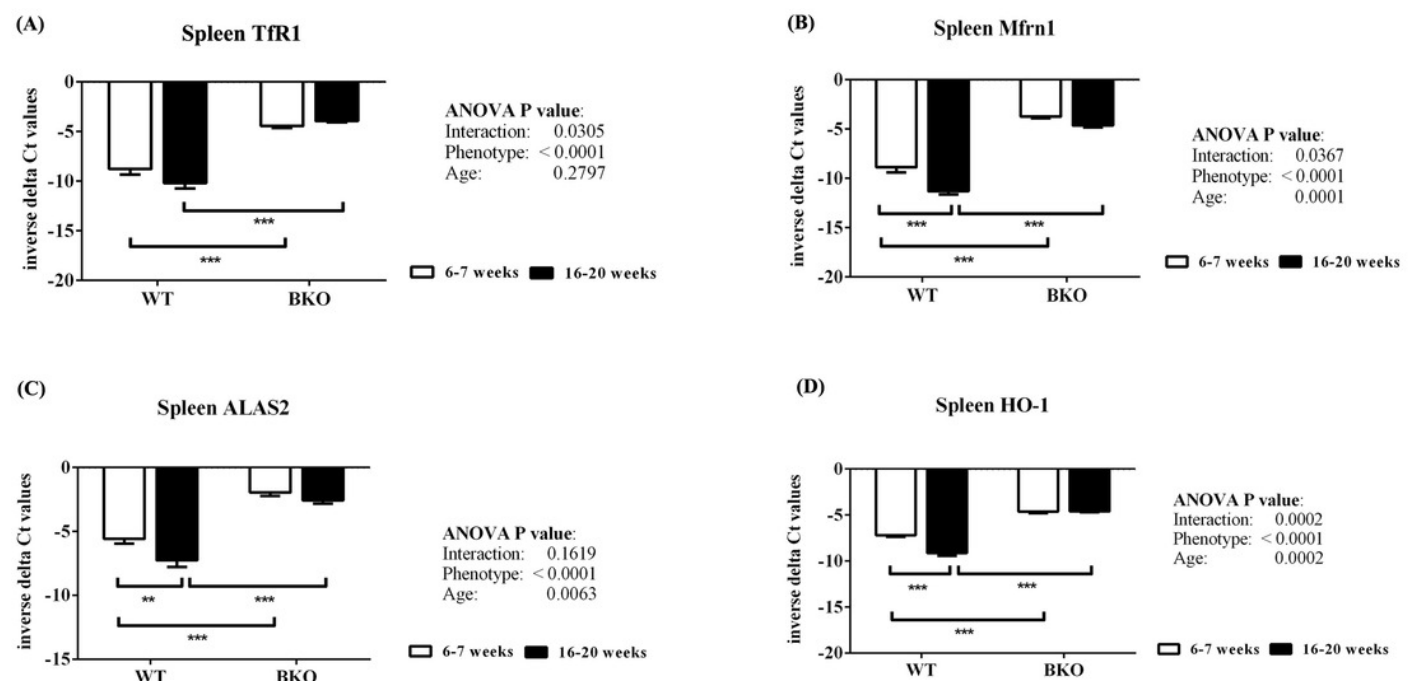 (A)
Spleen TfR1
inverse delta Ct values
0
-5
-10
-15
-20
WT
BKO
***
***
ANOVA P value:
Interaction: 0.0305
Phenotype: < 0.0001
Age: 0.2797
6-7 weeks 16-20 weeks
(B)
Spleen Mfrn1
inverse delta Ct values
0
-5
-10
-15
-20
WT
BKO
*** ***
***
ANOVA P value:
Interaction: 0.0367
Phenotype: < 0.0001
Age: 0.0001
6-7 weeks 16-20 weeks
(C)
Spleen ALAS2
inverse delta Ct values
0
-5
-10
-15
WT
BKO
** ***
***
ANOVA P value:
Interaction: 0.1619
Phenotype: < 0.0001
Age: 0.0063
6-7 weeks 16-20 weeks
(D)
Spleen HO-1
inverse delta Ct values
0
-5
-10
-15
-20
WT
BKO
*** ***
***
ANOVA P value:
Interaction: 0.0002
Phenotype: < 0.0001
Age: 0.0002
6-7 weeks 16-20 weeks